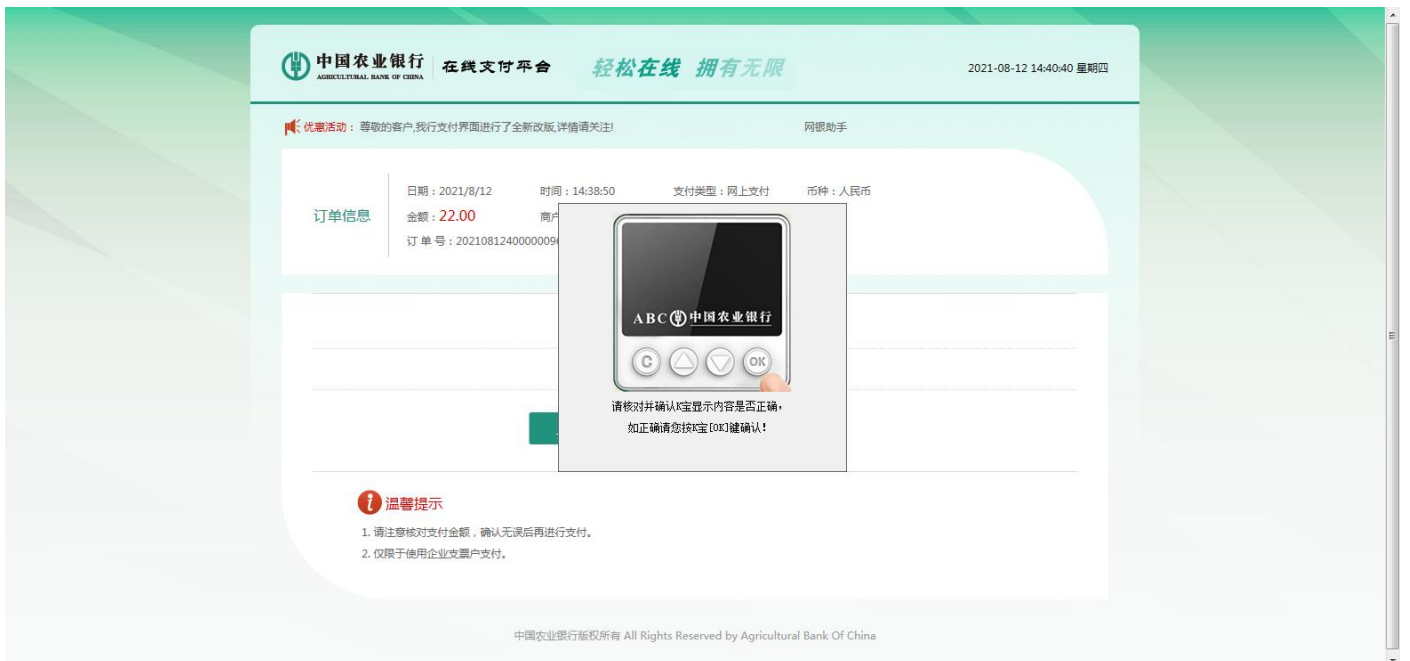 中国农业银行
AGRICULTURAL BANK OF CHINA
在线支付平台
轻松在线 拥有无限
2021-08-12 14:40:40 星期四
优惠活动：尊敬的客户,我行支付界面进行了全新改版,详情请关注!
网银助手
订单信息
日期：2021/8/12 时间：14:38:50 支付类型：网上支付 币种：人民币
金额：22.00 商户
订 单 号：2021081240000009
ABC 中国农业银行
C OK
请核对并确认K宝显示内容是否正确，
如正确请您按K宝[OK]键确认！
i 温馨提示
1. 请注意核对支付金额，确认无误后再进行支付。
2. 仅限于使用企业支票户支付。
中国农业银行版权所有 All Rights Reserved by Agricultural Bank Of China